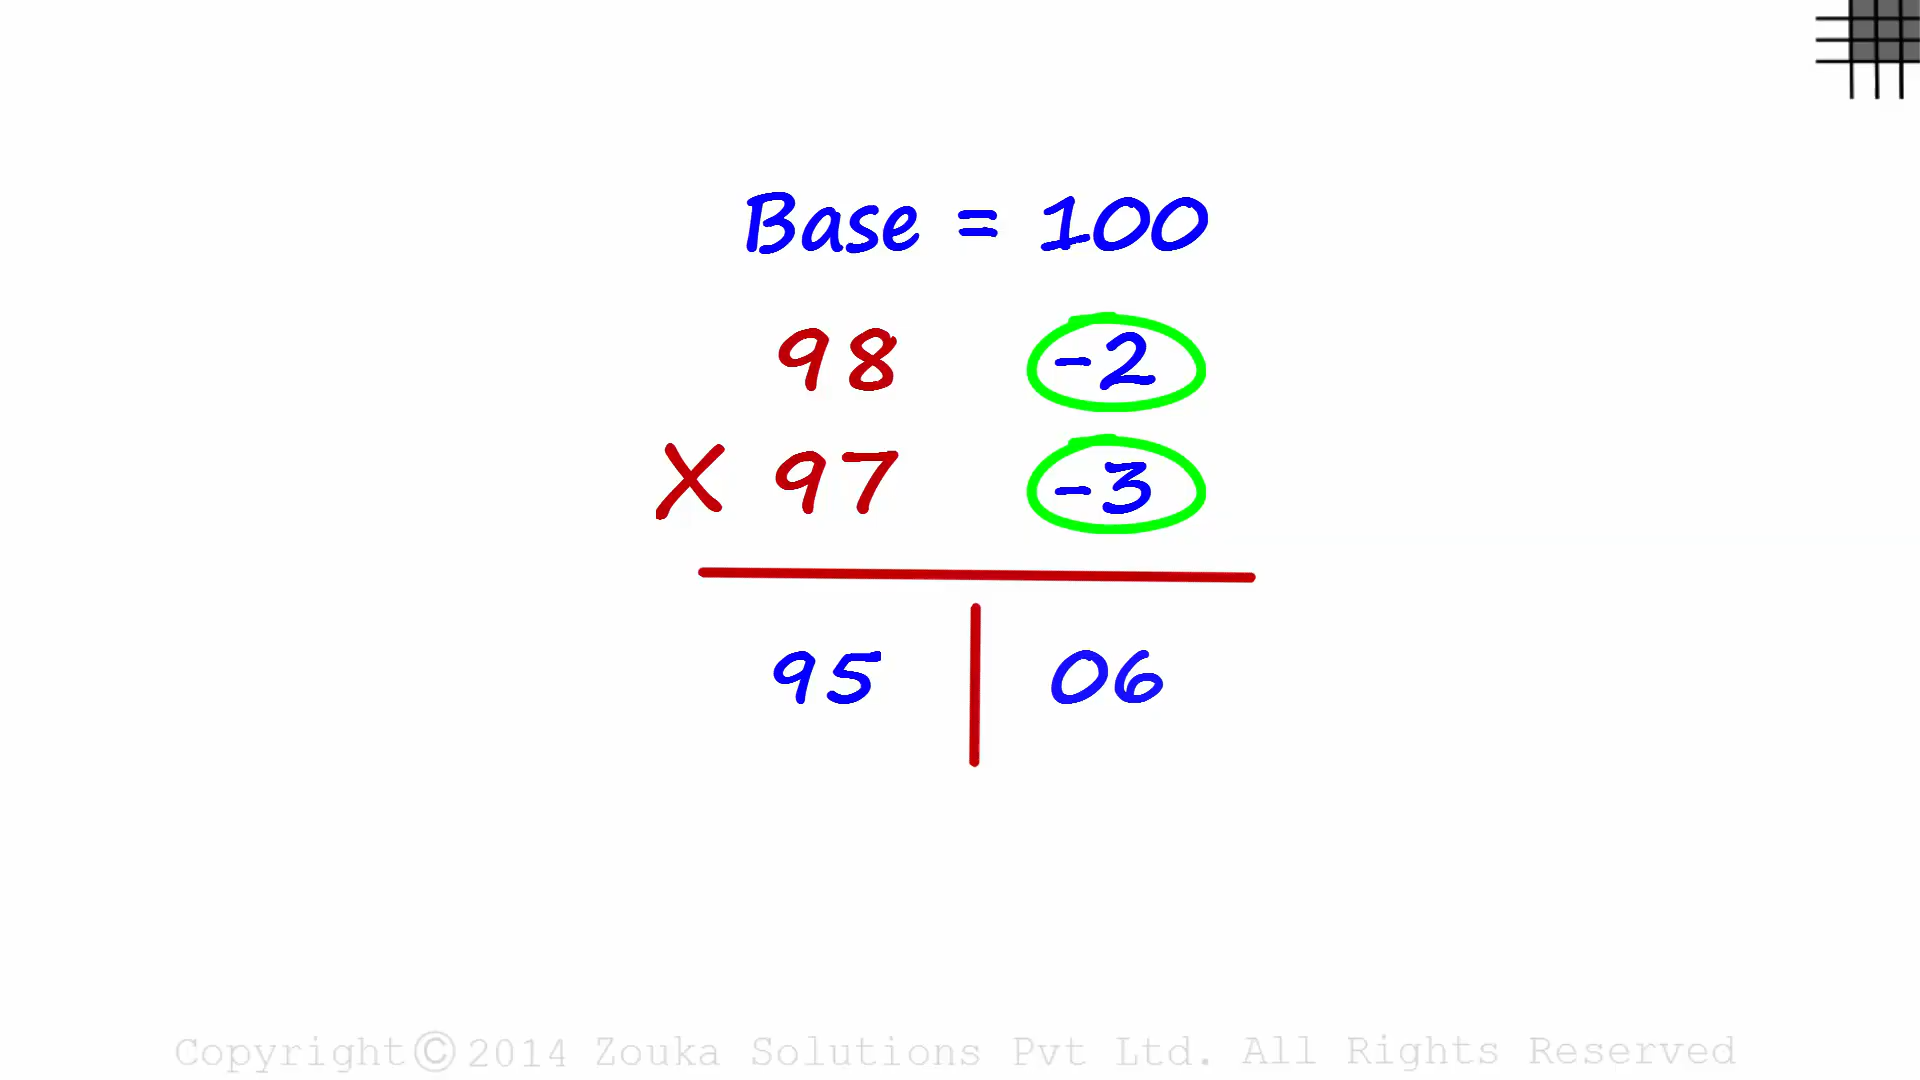 Base = 100
98 -2
X 97 -3
95 | 06
Copyright©2014 Zouka Solutions Pvt Ltd. All Rights Reserved